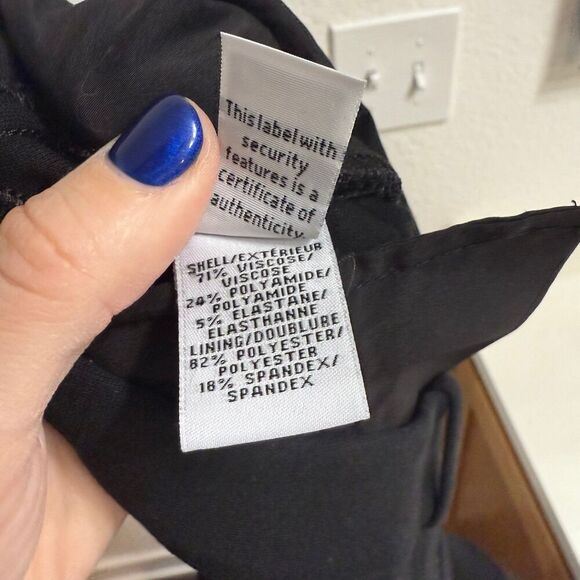 This label with
security
features is a
certificate of
authenticity.
SHELL/EXTÉRIEUR
71% VISCOSE/
VISCOSE
24% POLYAMIDE/
POLYAMIDE
5% ELASTANE/
ELASTHANNE
LINING/DOUBLURE
82% POLYESTER/
POLYESTER
18% SPANDEX/
SPANDEX